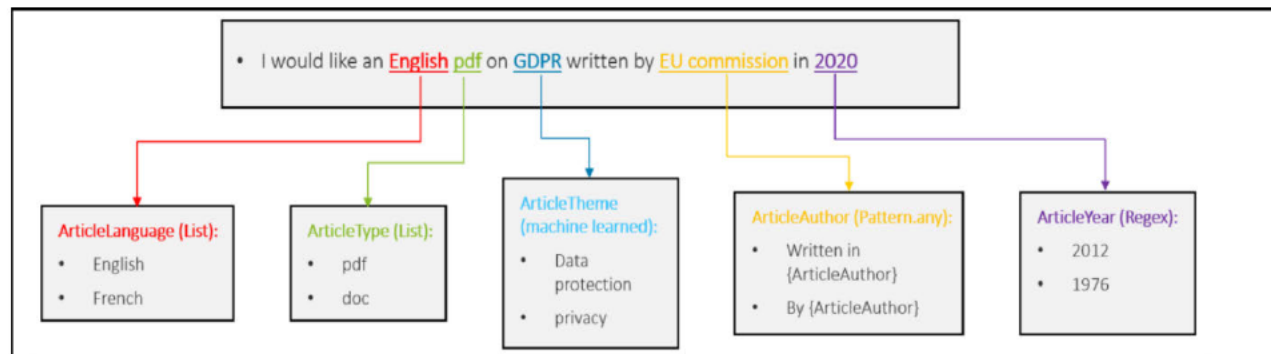 • I would like an English pdf on GDPR written by EU commission in 2020
ArticleLanguage (List):
• English
• French
ArticleType (List):
• pdf
• doc
ArticleTheme
(machine learned):
• Data
protection
• privacy
ArticleAuthor (Pattern.any):
• Written in
{ArticleAuthor}
• By {ArticleAuthor}
ArticleYear (Regex):
• 2012
• 1976